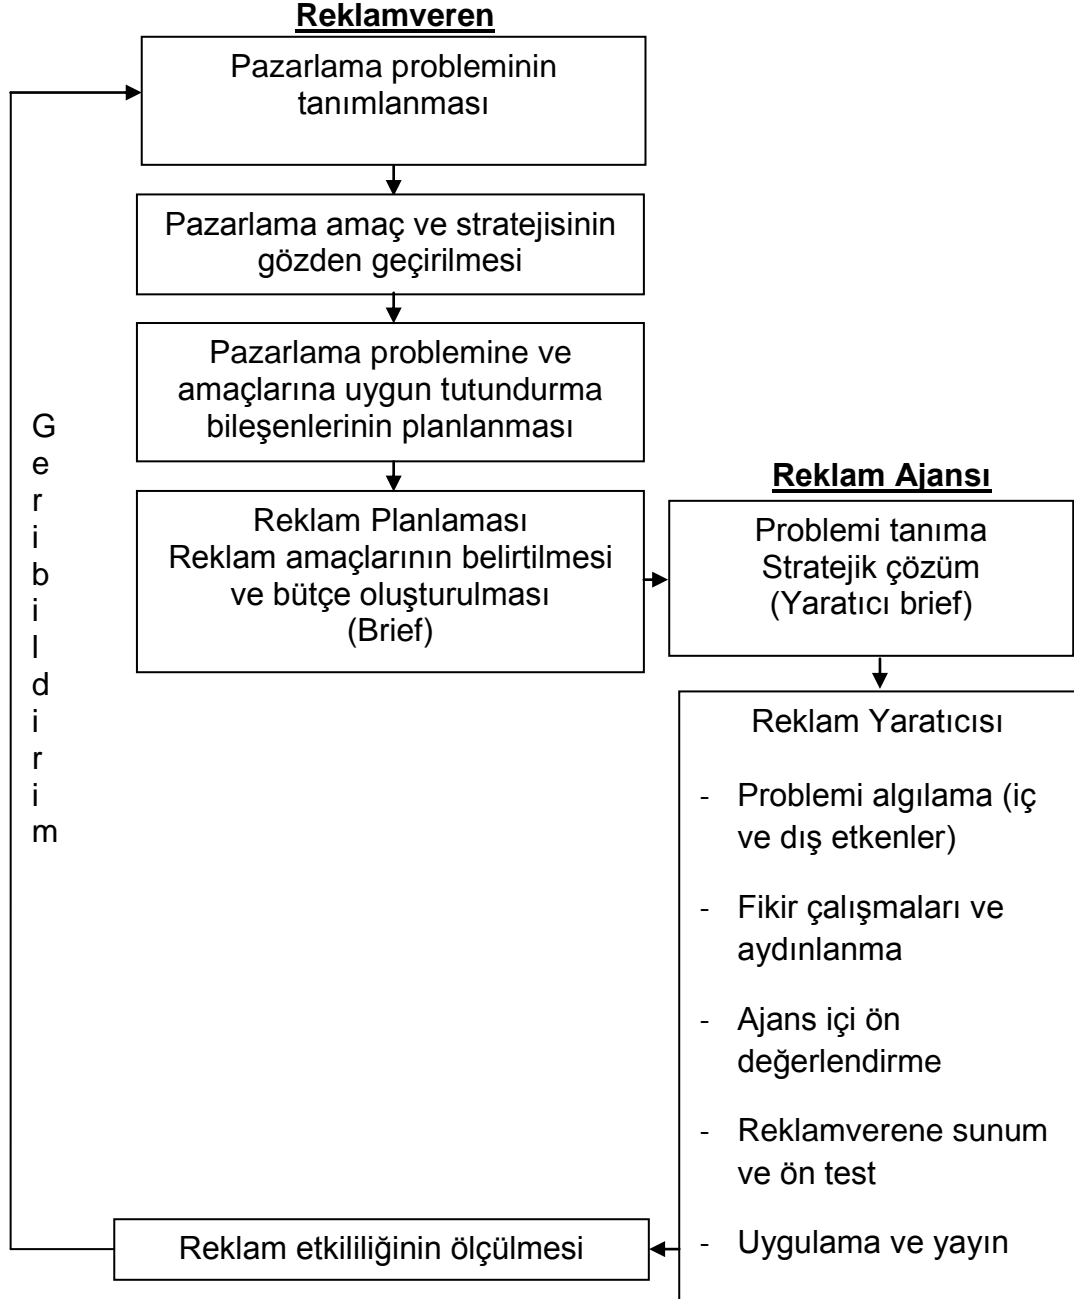 Reklamveren
Pazarlama probleminin
tanımlanması
Pazarlama amaç ve stratejisinin
gözden geçirilmesi
Pazarlama problemine ve
amaçlarına uygun tutundurma
bileşenlerinin planlanması
Reklam Planlaması
Reklam amaçlarının belirtilmesi
ve bütçe oluşturulması
(Brief)
Reklam Ajansı
Problemi tanıma
Stratejik çözüm
(Yaratıcı brief)
Reklam Yaratıcısı
- Problemi algılama (iç
ve dış etkenler)
- Fikir çalışmaları ve
aydınlanma
- Ajans içi ön
değerlendirme
- Reklamverene sunum
ve ön test
- Uygulama ve yayın
Reklam etkililiğinin ölçülmesi
G
e
r
i
b
i
l
d
i
r
i
m